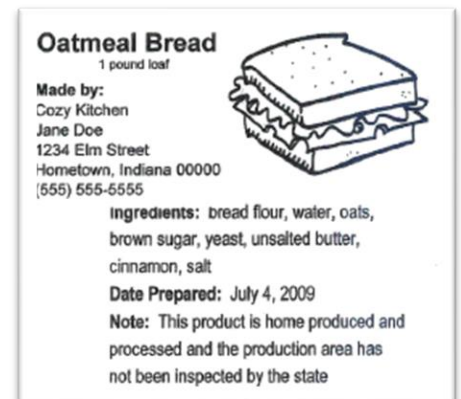 Oatmeal Bread
1 pound loaf
Made by:
Cozy Kitchen
Jane Doe
1234 Elm Street
Hometown, Indiana 00000
(555) 555-5555
Ingredients: bread flour, water, oats,
brown sugar, yeast, unsalted butter,
cinnamon, salt
Date Prepared: July 4, 2009
Note: This product is home produced and
processed and the production area has
not been inspected by the state